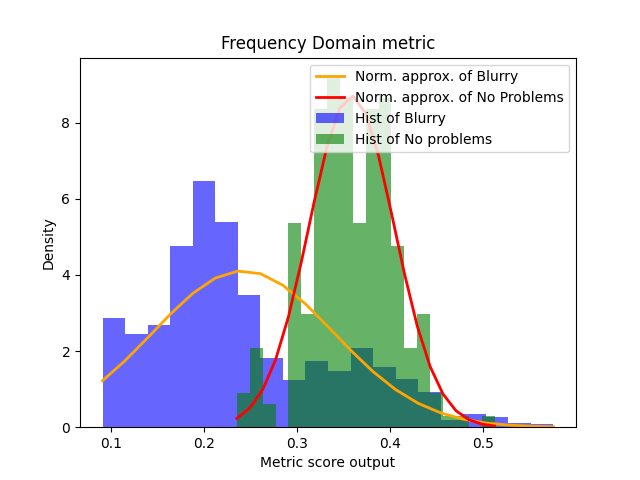 Frequency Domain metric
Norm. approx. of Blurry
Norm. approx. of No Problems
Hist of Blurry
Hist of No problems
Density
8
6
4
2
0
0.1 0.2 0.3 0.4 0.5
Metric score output